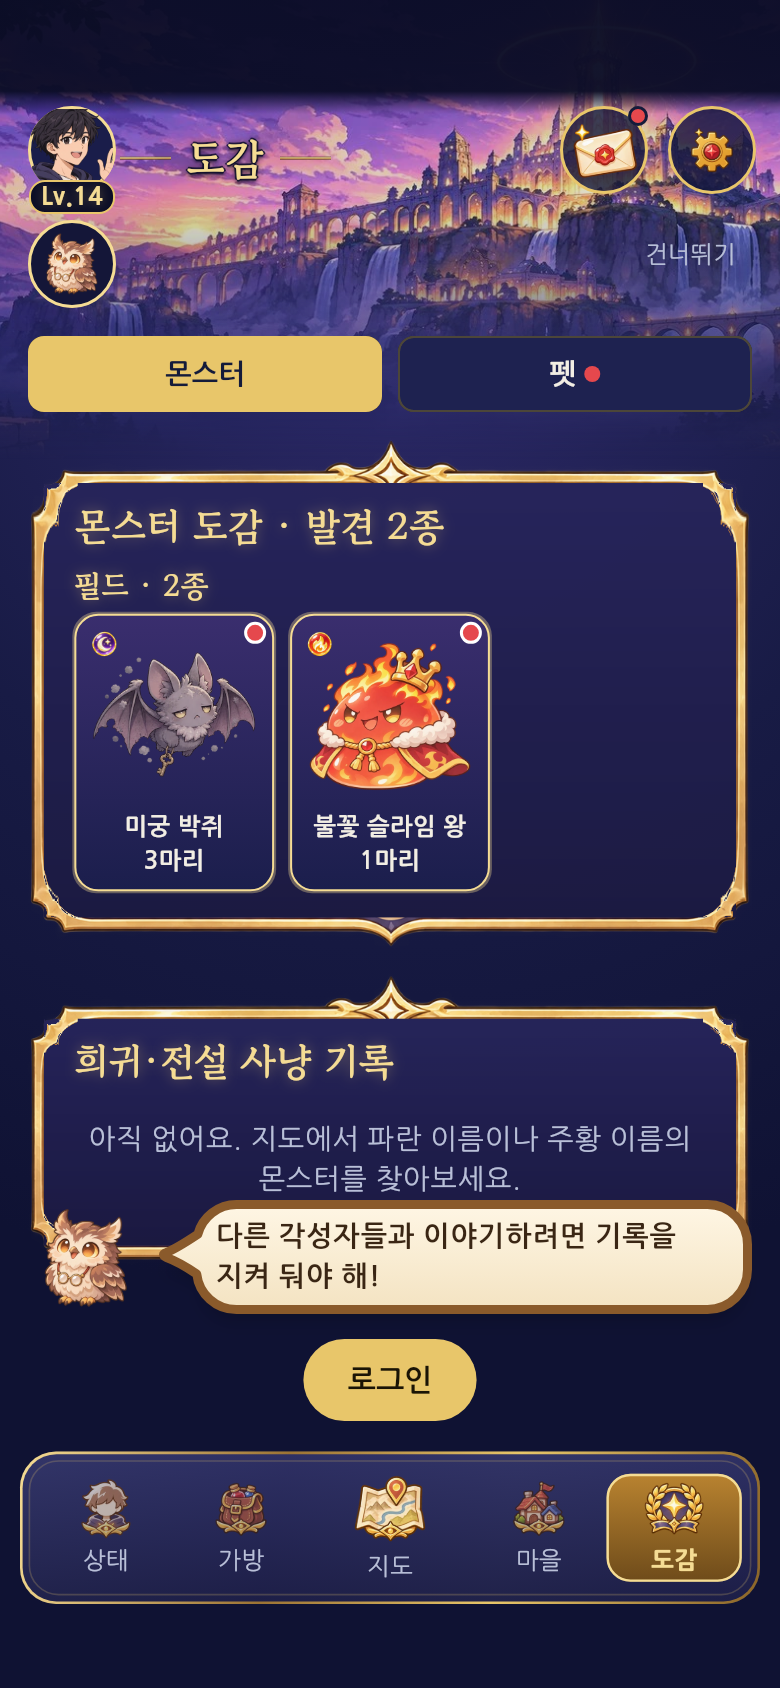 도감
Lv.14
건너뛰기
몬스터
펫
몬스터 도감 · 발견 2종
필드 · 2종
미궁 박쥐
3마리
불꽃 슬라임 왕
1마리
희귀·전설 사냥 기록
아직 없어요. 지도에서 파란 이름이나 주황 이름의
몬스터를 찾아보세요.
다른 각성자들과 이야기하려면 기록을
지켜 둬야 해!
로그인
상태
가방
지도
마을
도감